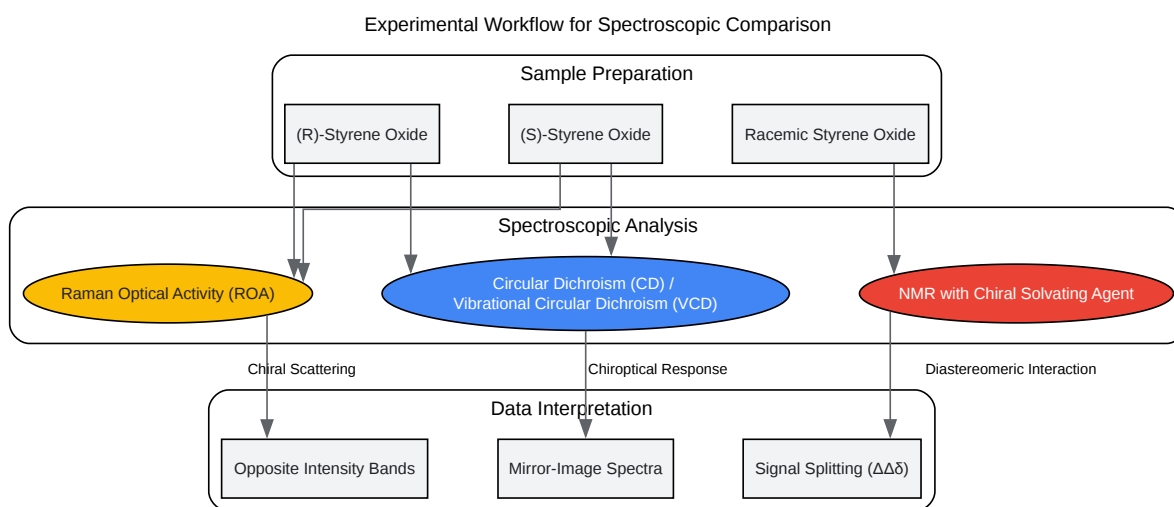 Experimental Workflow for Spectroscopic Comparison
Sample Preparation
(R)-Styrene Oxide
(S)-Styrene Oxide
Racemic Styrene Oxide
Spectroscopic Analysis
Raman Optical Activity (ROA)
Circular Dichroism (CD) /
Vibrational Circular Dichroism (VCD)
NMR with Chiral Solvating Agent
Chiral Scattering
Chiroptical Response
Diastereomeric Interaction
Data Interpretation
Opposite Intensity Bands
Mirror-Image Spectra
Signal Splitting (ΔΔδ)